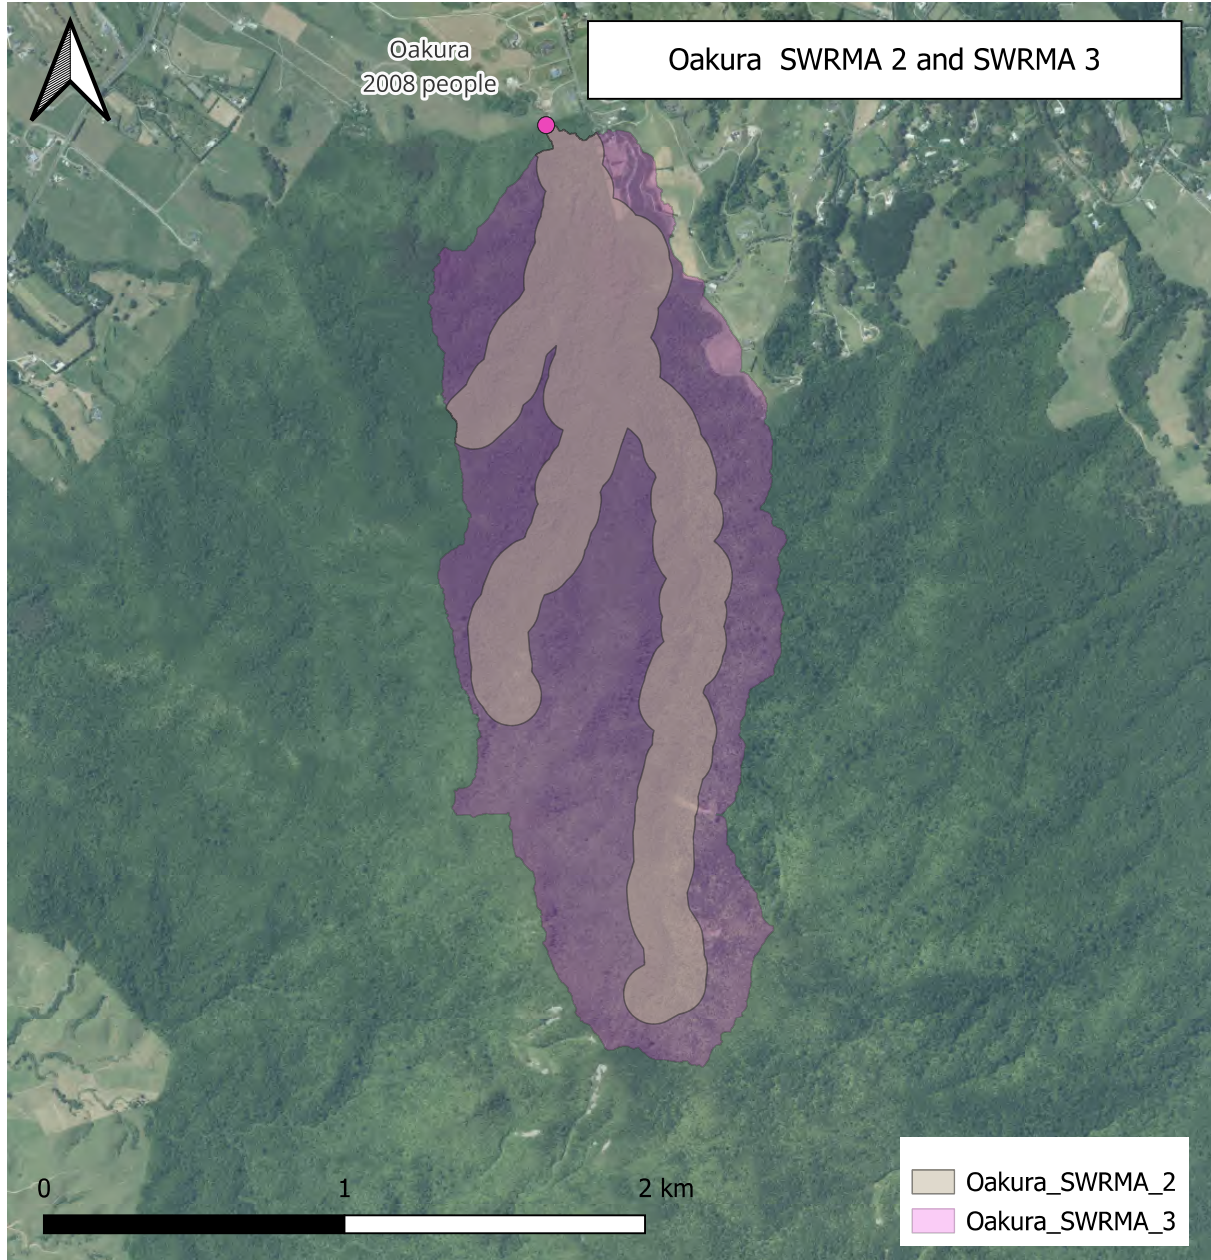 Oakura
2008 people
Oakura  SWRMA 2 and SWRMA 3
0
1
2 km
Oakura_SWRMA_2
Oakura_SWRMA_3